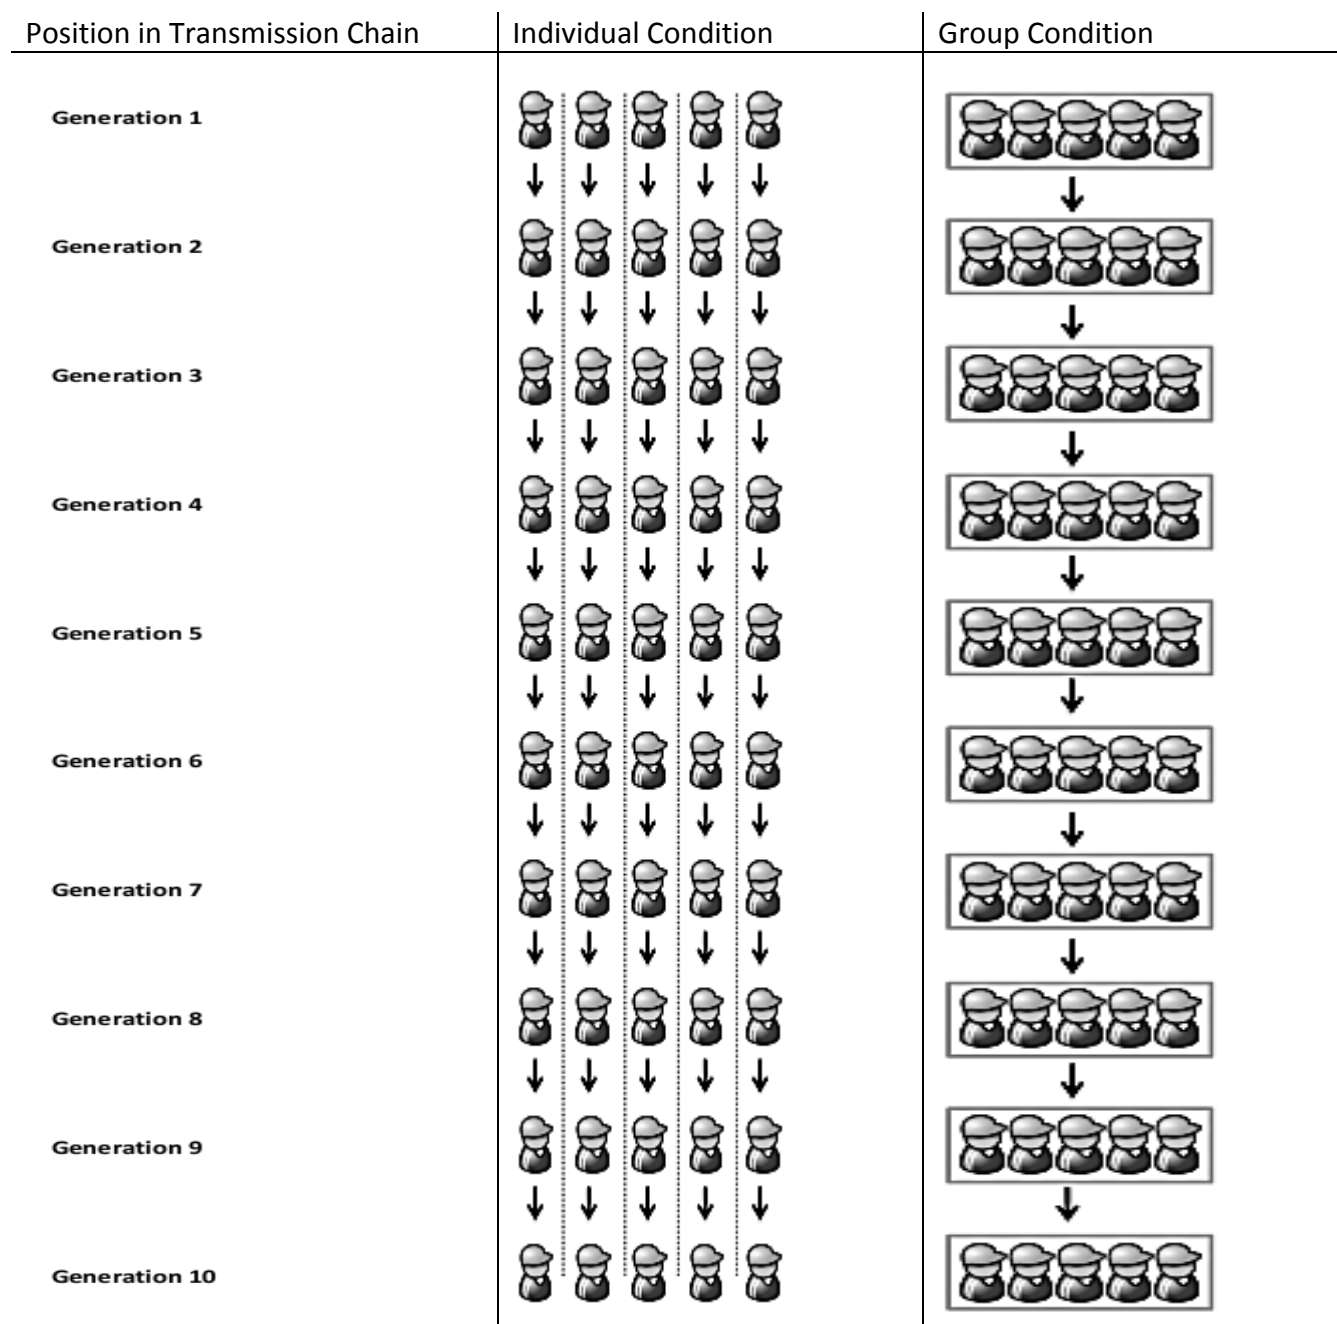 Position in Transmission Chain Individual Condition Group Condition
Generation 1
Generation 2
Generation 3
Generation 4
Generation 5
Generation 6
Generation 7
Generation 8
Generation 9
Generation 10